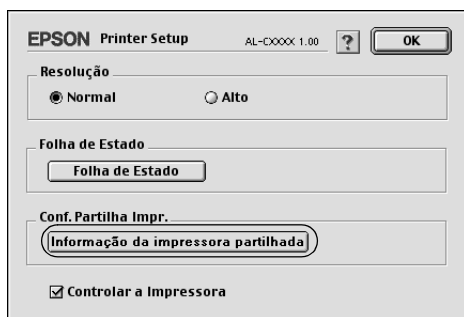 EPSON Printer Setup AL-CXXXX 1.00 ? OK
Resolução
Normal Alto
Folha de Estado
Folha de Estado
Conf. Partilha Impr.
Informação da impressora partilhada
Controlar a Impressora